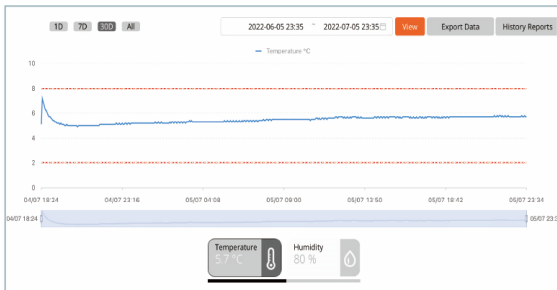 1D 7D 30D All 2022-06-05 23:35 ~ 2022-07-05 23:35 View Export Data History Reports
Temperature °C
10
8
6
4
2
0
04/07 18:24 04/07 23:16 05/07 04:08 05/07 09:00 05/07 13:50 05/07 18:42 05/07 23:34
04/07 18:24 05/07 23:3
Temperature Humidity
5.7 °C 80 %